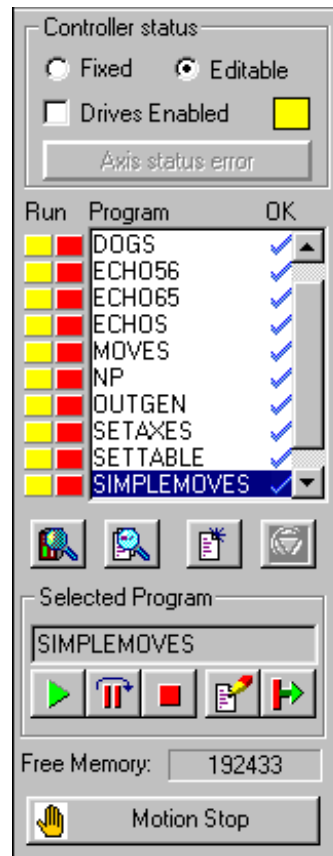 Controller status
Fixed Editable
Drives Enabled
Axis status error
Run Program OK
DOGS
ECHO56
ECHO65
ECHOS
MOVES
NP
OUTGEN
SETAXES
SETTABLE
SIMPLEMOVES
Selected Program
SIMPLEMOVES
Free Memory: 192433
Motion Stop